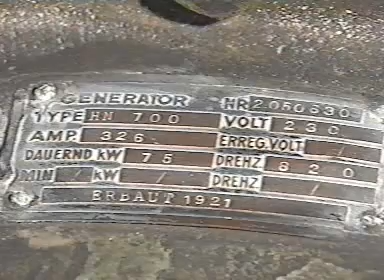 GENERATOR NR 2050530
TYPE HN 700 VOLT 230
AMP. 326 ERREG.VOLT /
DAUERND KW 75 DREHZ 620
MIN / KW / DREHZ /
ERBAUT 1921